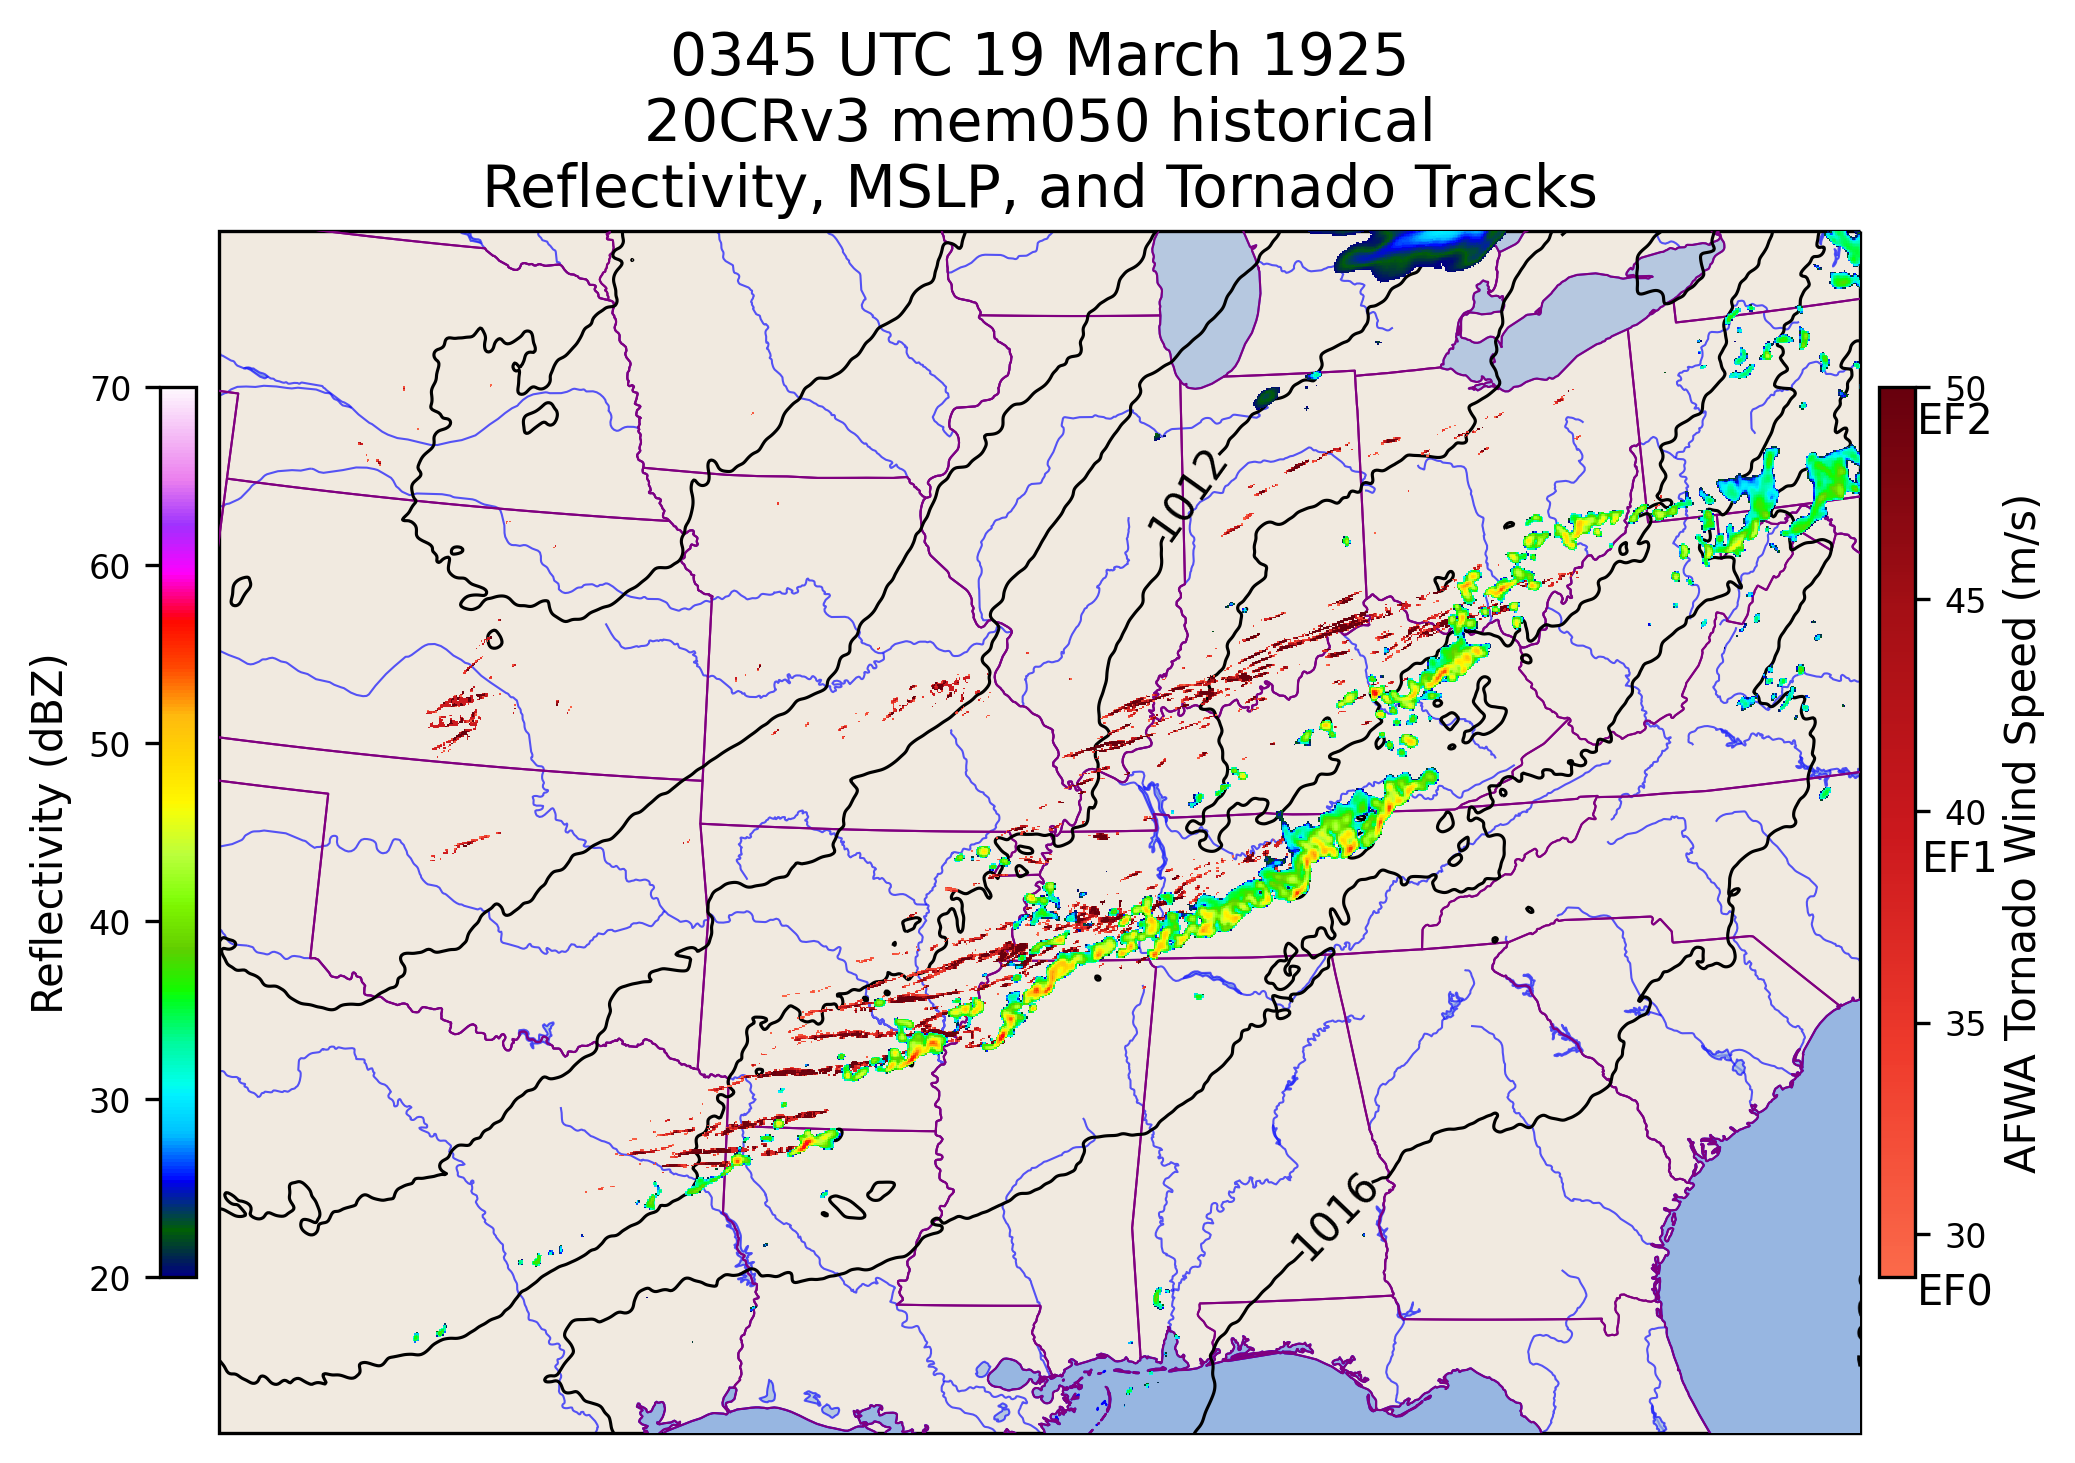 0345 UTC 19 March 1925
20CRv3 mem050 historical
Reflectivity, MSLP, and Tornado Tracks
70
60
50
40
30
20
Reflectivity (dBZ)
1012
1016
50
EF2
45
40
EF1
35
30
EF0
AFWA Tornado Wind Speed (m/s)